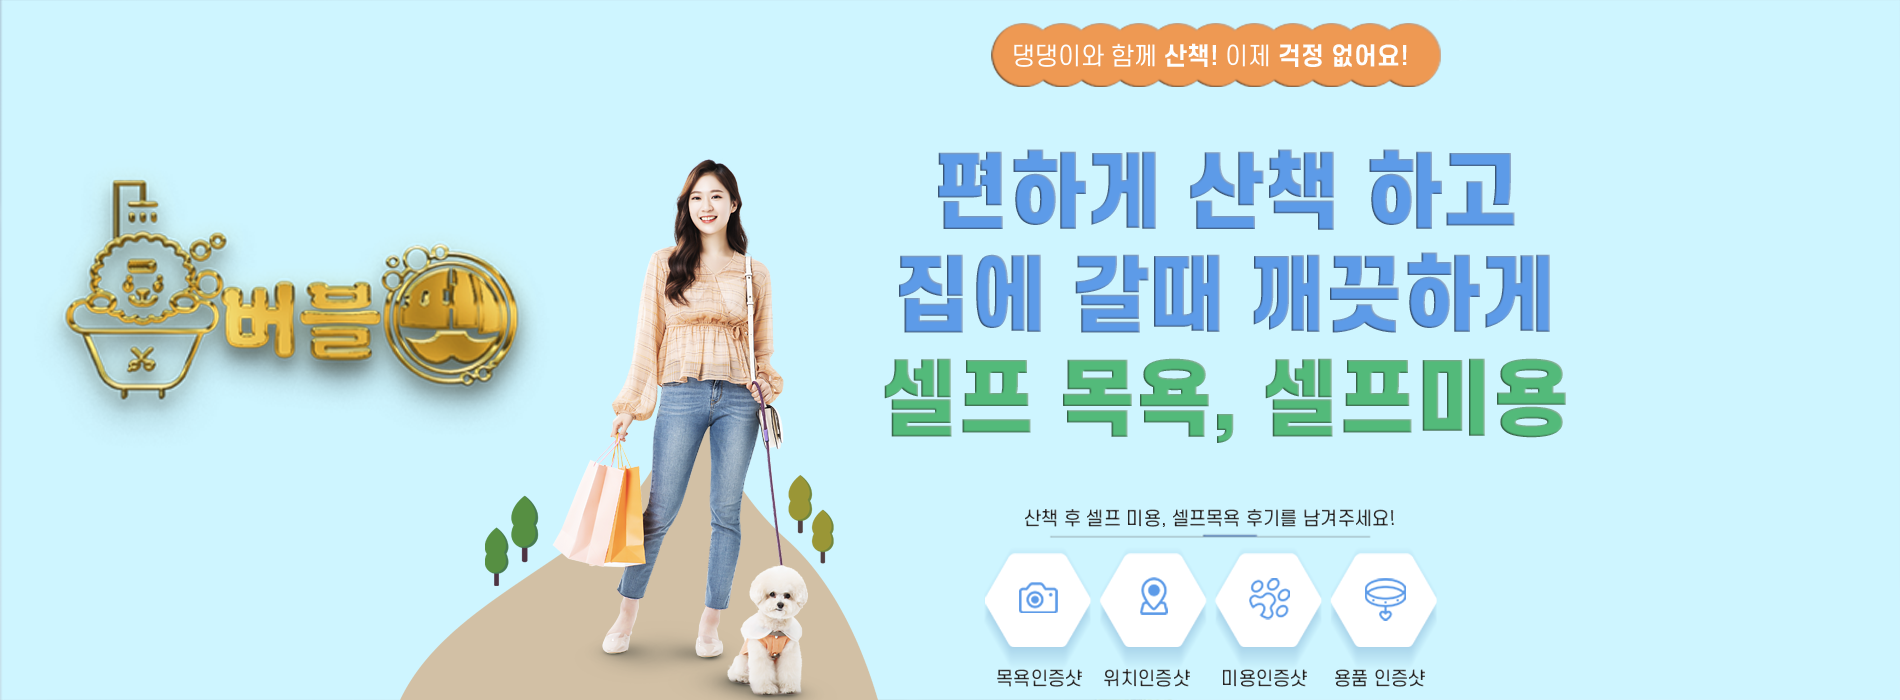 댕댕이와 함께 산책! 이제 걱정 없어요!
편하게 산책 하고
집에 갈때 깨끗하게
셀프 목욕, 셀프미용
버블펫
산책 후 셀프 미용, 셀프목욕 후기를 남겨주세요!
목욕인증샷 위치인증샷 미용인증샷 용품 인증샷